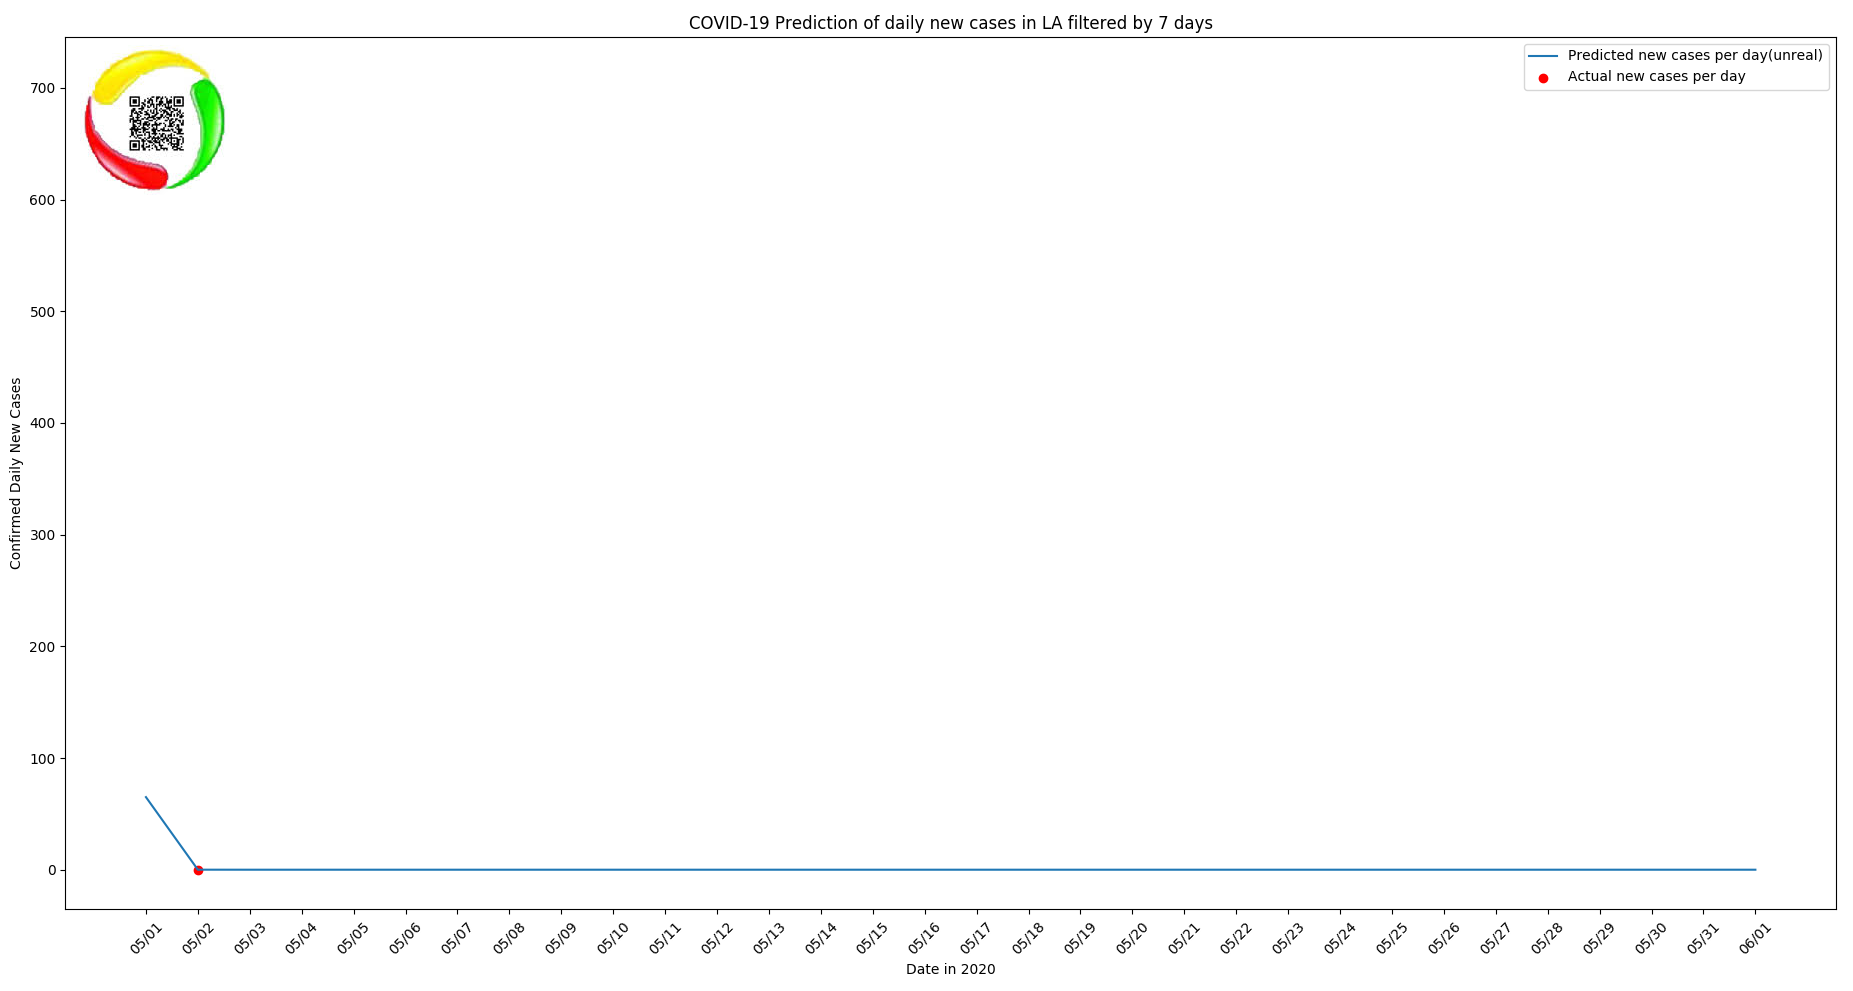 COVID-19 Prediction of daily new cases in LA filtered by 7 days
Predicted new cases per day(unreal)
Actual new cases per day
Confirmed Daily New Cases
700
600
500
400
300
200
100
0
05/01 05/02 05/03 05/04 05/05 05/06 05/07 05/08 05/09 05/10 05/11 05/12 05/13 05/14 05/15 05/16 05/17 05/18 05/19 05/20 05/21 05/22 05/23 05/24 05/25 05/26 05/27 05/28 05/29 05/30 05/31 06/01
Date in 2020